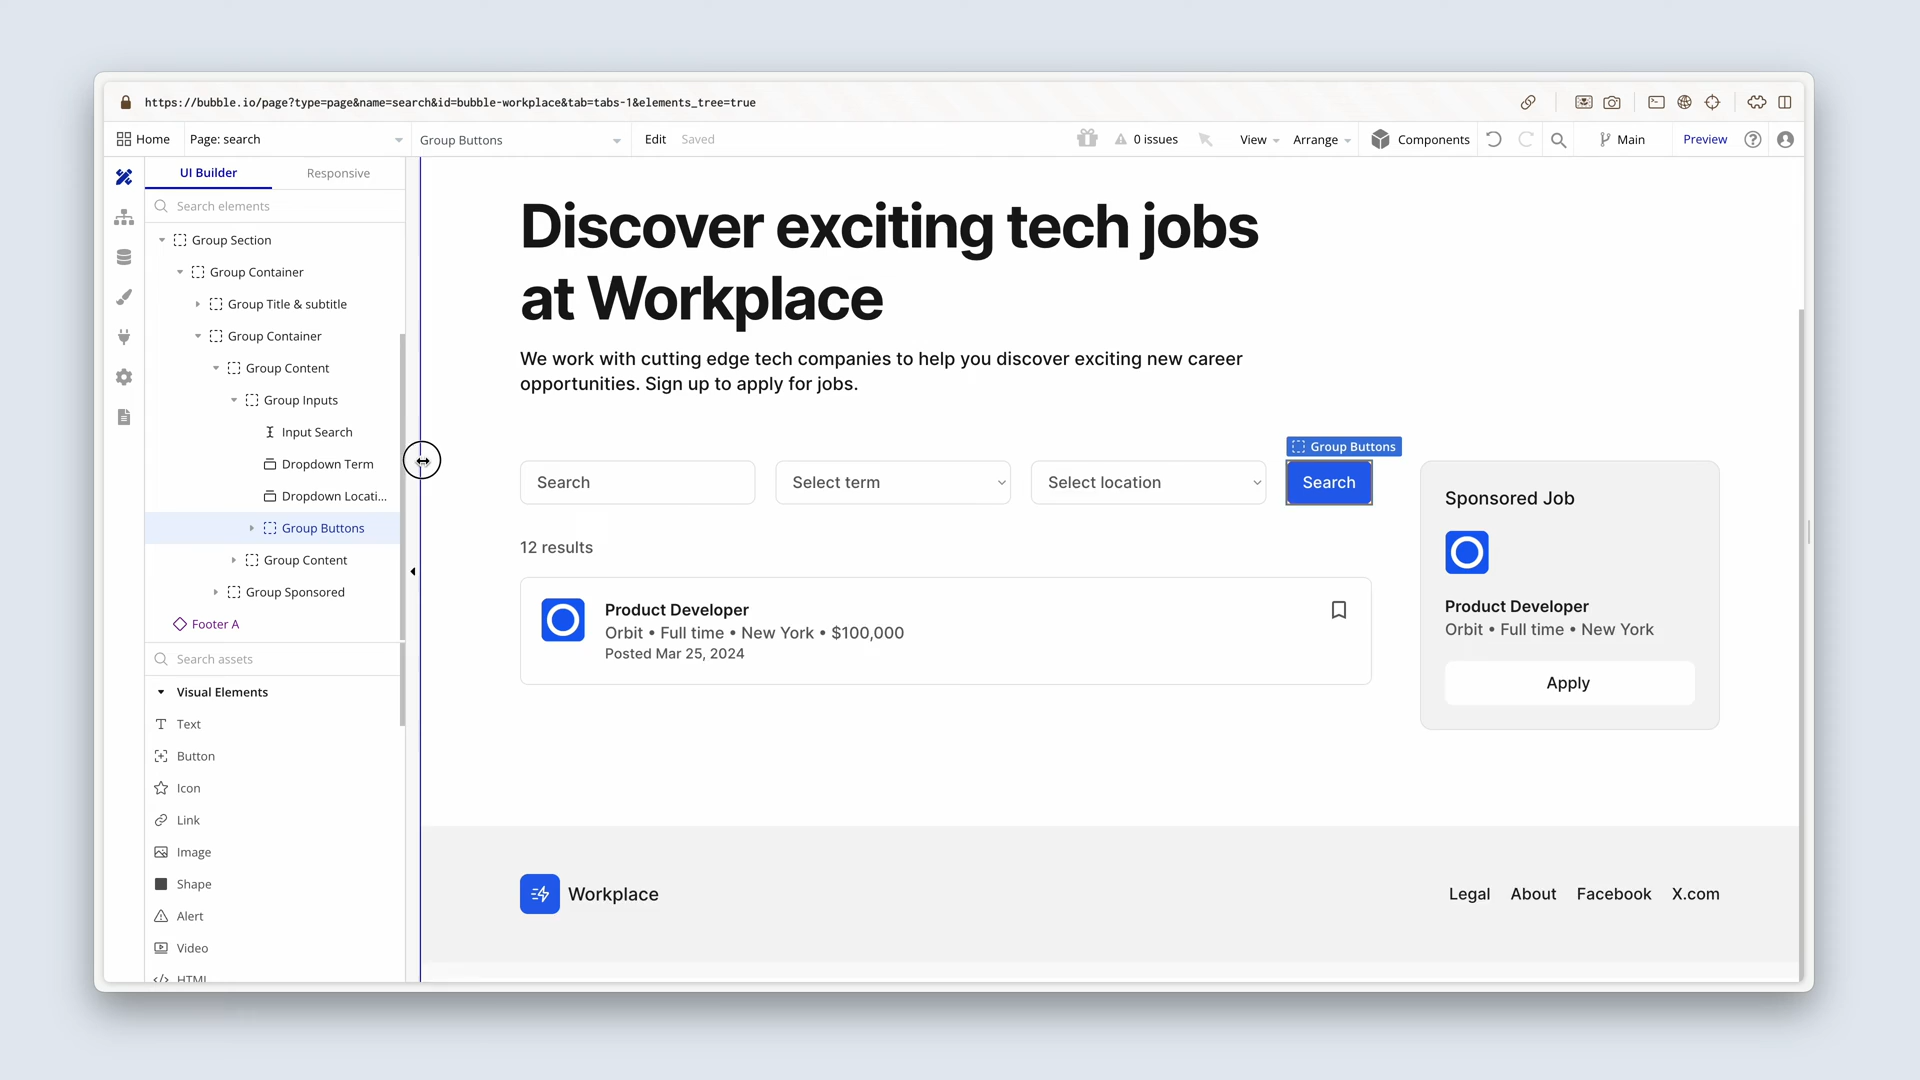 https://bubble.io/page?type=page&name=search&id=bubble-workplace&tab=tabs-1&elements_tree=true
Home
Page: search
Group Buttons
Edit
Saved
0 issues
View
Arrange
Components
Main
Preview
UI Builder
Responsive
Search elements
Group Section
Group Container
Group Title & subtitle
Group Container
Group Content
Group Inputs
Input Search
Dropdown Term
Dropdown Locati...
Group Buttons
Group Content
Group Sponsored
Footer A
Search assets
Visual Elements
Text
Button
Icon
Link
Image
Shape
Alert
Video
HTML
Discover exciting tech jobs
at Workplace
We work with cutting edge tech companies to help you discover exciting new career
opportunities. Sign up to apply for jobs.
Group Buttons
Search
Select term
Select location
Search
12 results
Product Developer
Orbit • Full time • New York • $100,000
Posted Mar 25, 2024
Sponsored Job
Product Developer
Orbit • Full time • New York
Apply
Workplace
Legal
About
Facebook
X.com